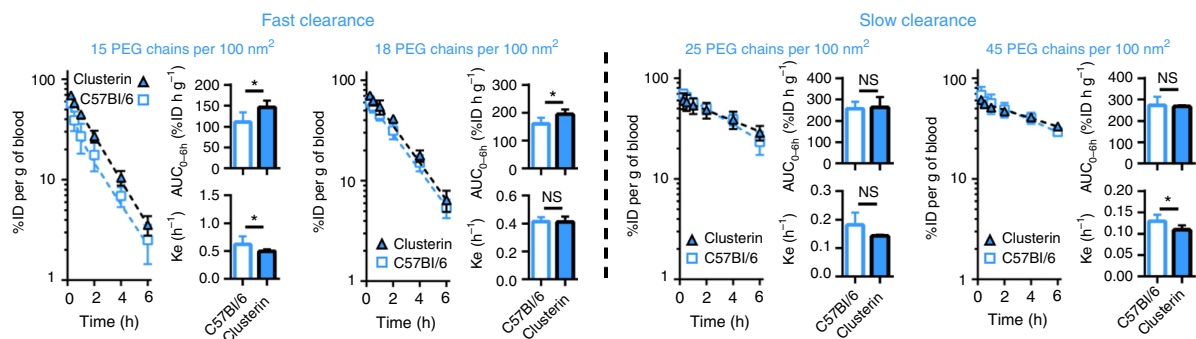 Fast clearance
15 PEG chains per 100 nm²
%ID per g of blood
100
10
1
Clusterin
C57Bl/6
0 2 4 6
Time (h)
AUC0–6h (%ID h g⁻¹)
200
150
100
50
0
*
Ke (h⁻¹)
1.0
0.5
0.0
*
C57Bl/6
Clusterin
18 PEG chains per 100 nm²
%ID per g of blood
100
10
1
Clusterin
C57Bl/6
0 2 4 6
Time (h)
AUC0–6h (%ID h g⁻¹)
300
200
100
0
*
Ke (h⁻¹)
0.6
0.4
0.2
0.0
NS
C57Bl/6
Clusterin
Slow clearance
25 PEG chains per 100 nm²
%ID per g of blood
100
10
1
Clusterin
C57Bl/6
0 2 4 6
Time (h)
AUC0–6h (%ID h g⁻¹)
400
300
200
100
0
NS
Ke (h⁻¹)
0.3
0.2
0.1
0.0
NS
C57Bl/6
Clusterin
45 PEG chains per 100 nm²
%ID per g of blood
100
10
1
Clusterin
C57Bl/6
0 2 4 6
Time (h)
AUC0–6h (%ID h g⁻¹)
400
300
200
100
0
NS
Ke (h⁻¹)
0.15
0.10
0.05
0.00
*
C57Bl/6
Clusterin